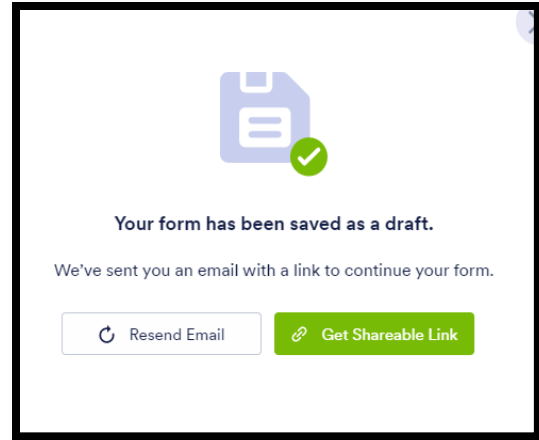 Your form has been saved as a draft.
We've sent you an email with a link to continue your form.
Resend Email
Get Shareable Link